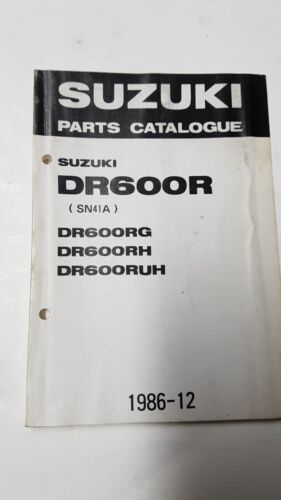 SUZUKI
PARTS CATALOGUE
SUZUKI
DR600R
( SN41A )
DR600RG
DR600RH
DR600RUH
1986-12